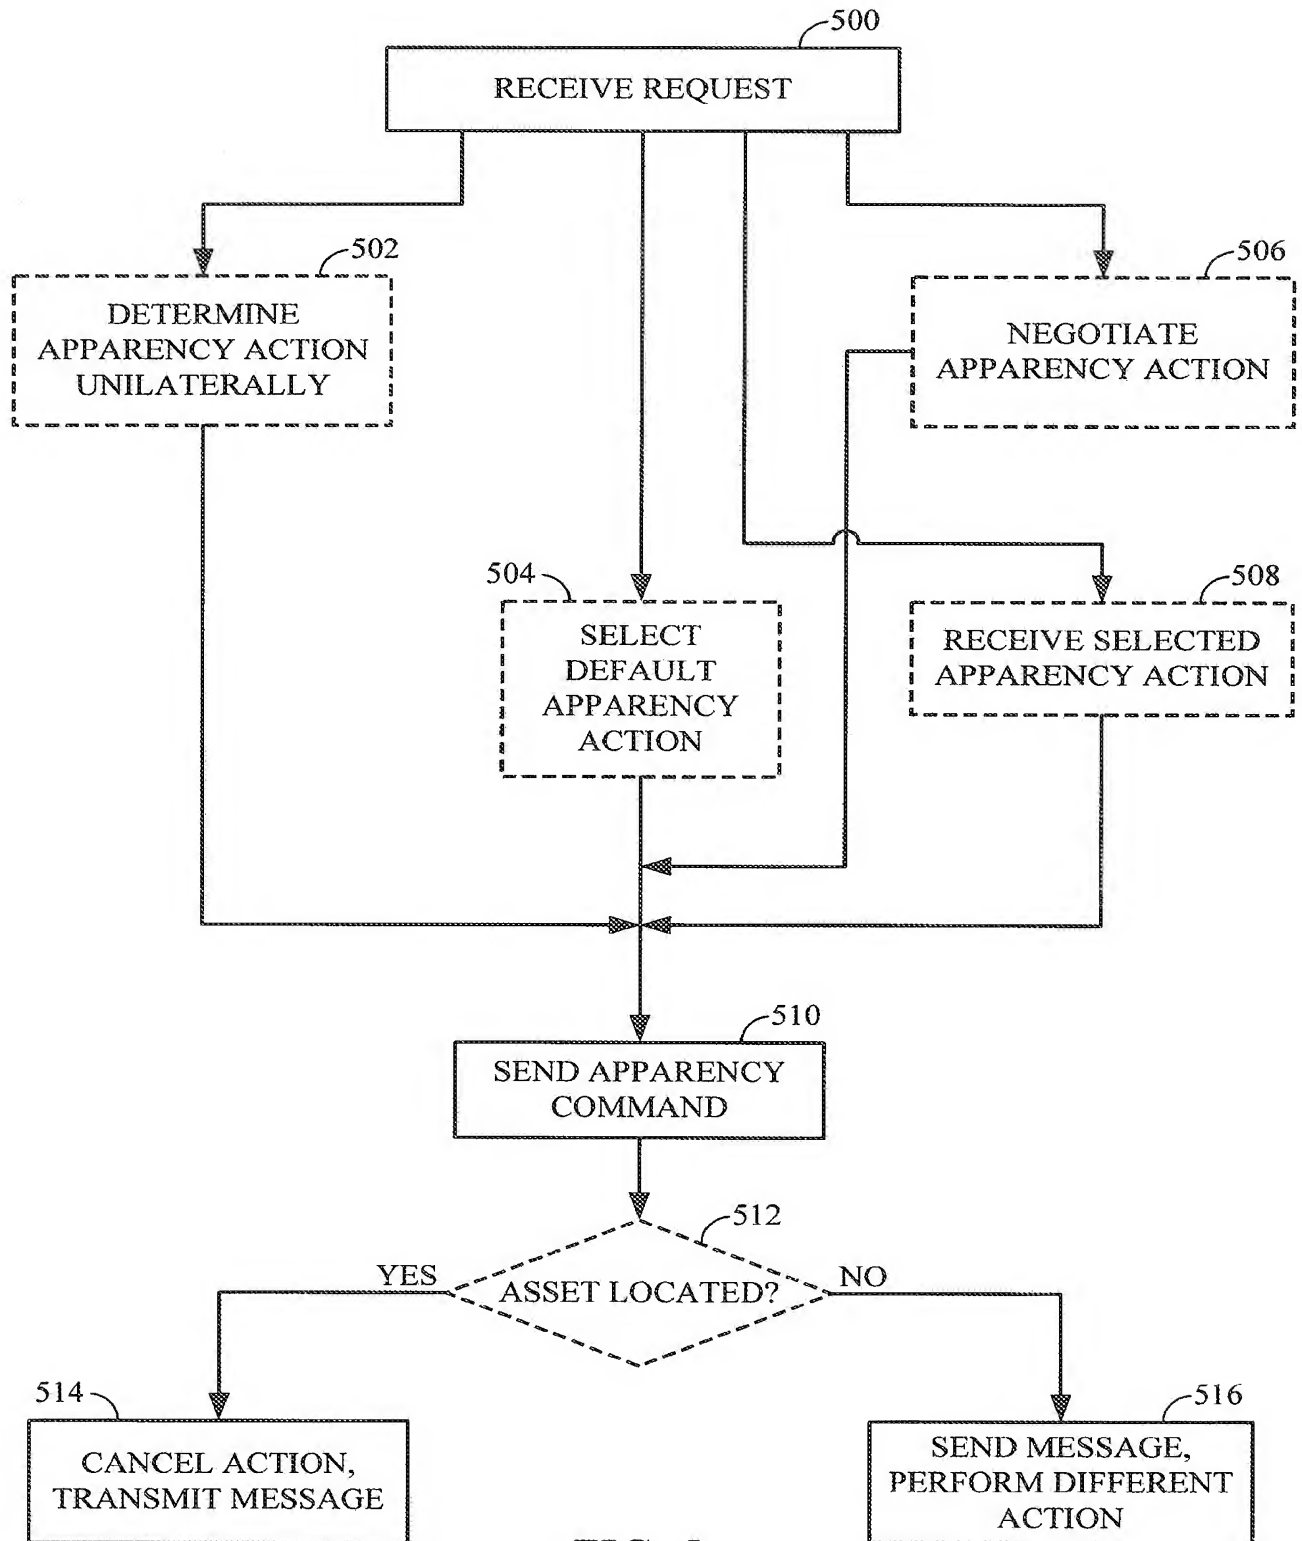 500
RECEIVE REQUEST
502
DETERMINE
APPARENCY ACTION
UNILATERALLY
506
NEGOTIATE
APPARENCY ACTION
504
SELECT
DEFAULT
APPARENCY
ACTION
508
RECEIVE SELECTED
APPARENCY ACTION
510
SEND APPARENCY
COMMAND
512
ASSET LOCATED?
YES
NO
514
CANCEL ACTION,
TRANSMIT MESSAGE
516
SEND MESSAGE,
PERFORM DIFFERENT
ACTION